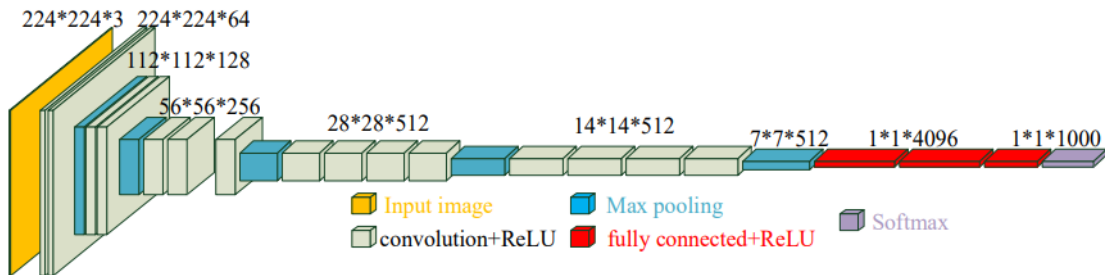 224*224*3
224*224*64
112*112*128
56*56*256
28*28*512
14*14*512
7*7*512
1*1*4096
1*1*1000
Input image
Max pooling
Softmax
convolution+ReLU
fully connected+ReLU